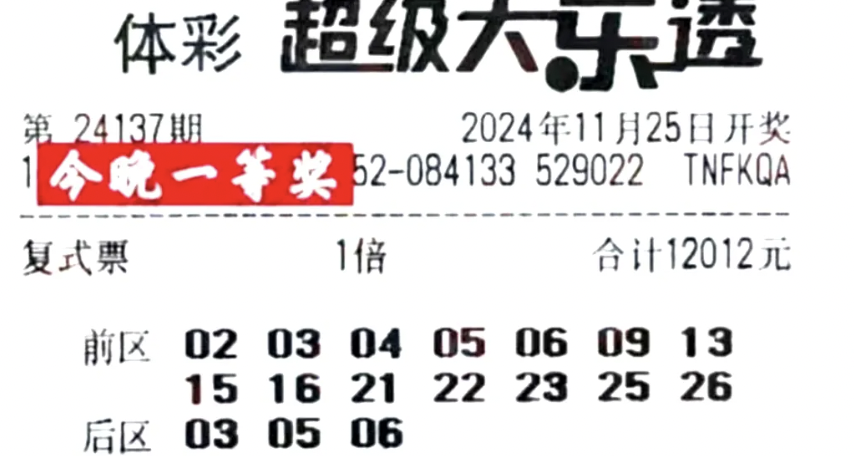 体彩 超级大乐透
第 24137期 2024年11月25日开奖
1 今晚一等奖 52-084133 529022 TNFKQA
复式票 1倍 合计12012元
前区 02 03 04 05 06 09 13
15 16 21 22 23 25 26
后区 03 05 06